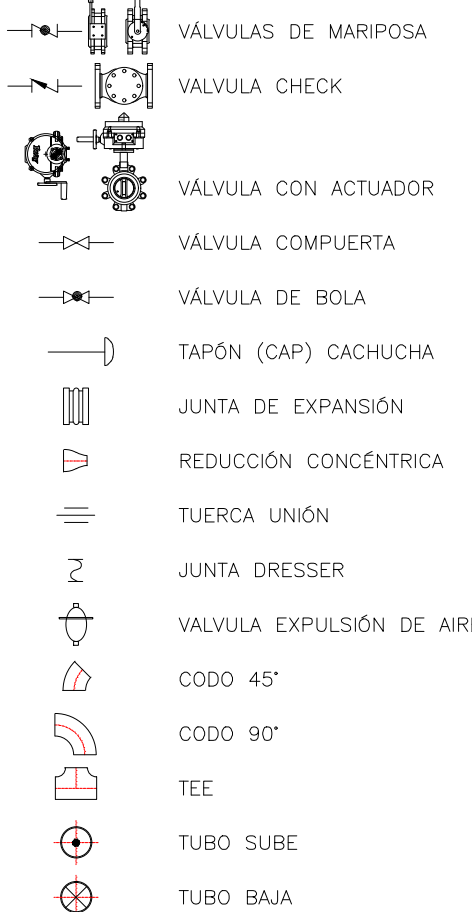 VÁLVULAS DE MARIPOSA
VALVULA CHECK
VÁLVULA CON ACTUADOR
VÁLVULA COMPUERTA
VÁLVULA DE BOLA
TAPÓN (CAP) CACHUCHA
JUNTA DE EXPANSIÓN
REDUCCIÓN CONCÉNTRICA
TUERCA UNIÓN
JUNTA DRESSER
VALVULA EXPULSIÓN DE AIR
CODO 45°
CODO 90°
TEE
TUBO SUBE
TUBO BAJA